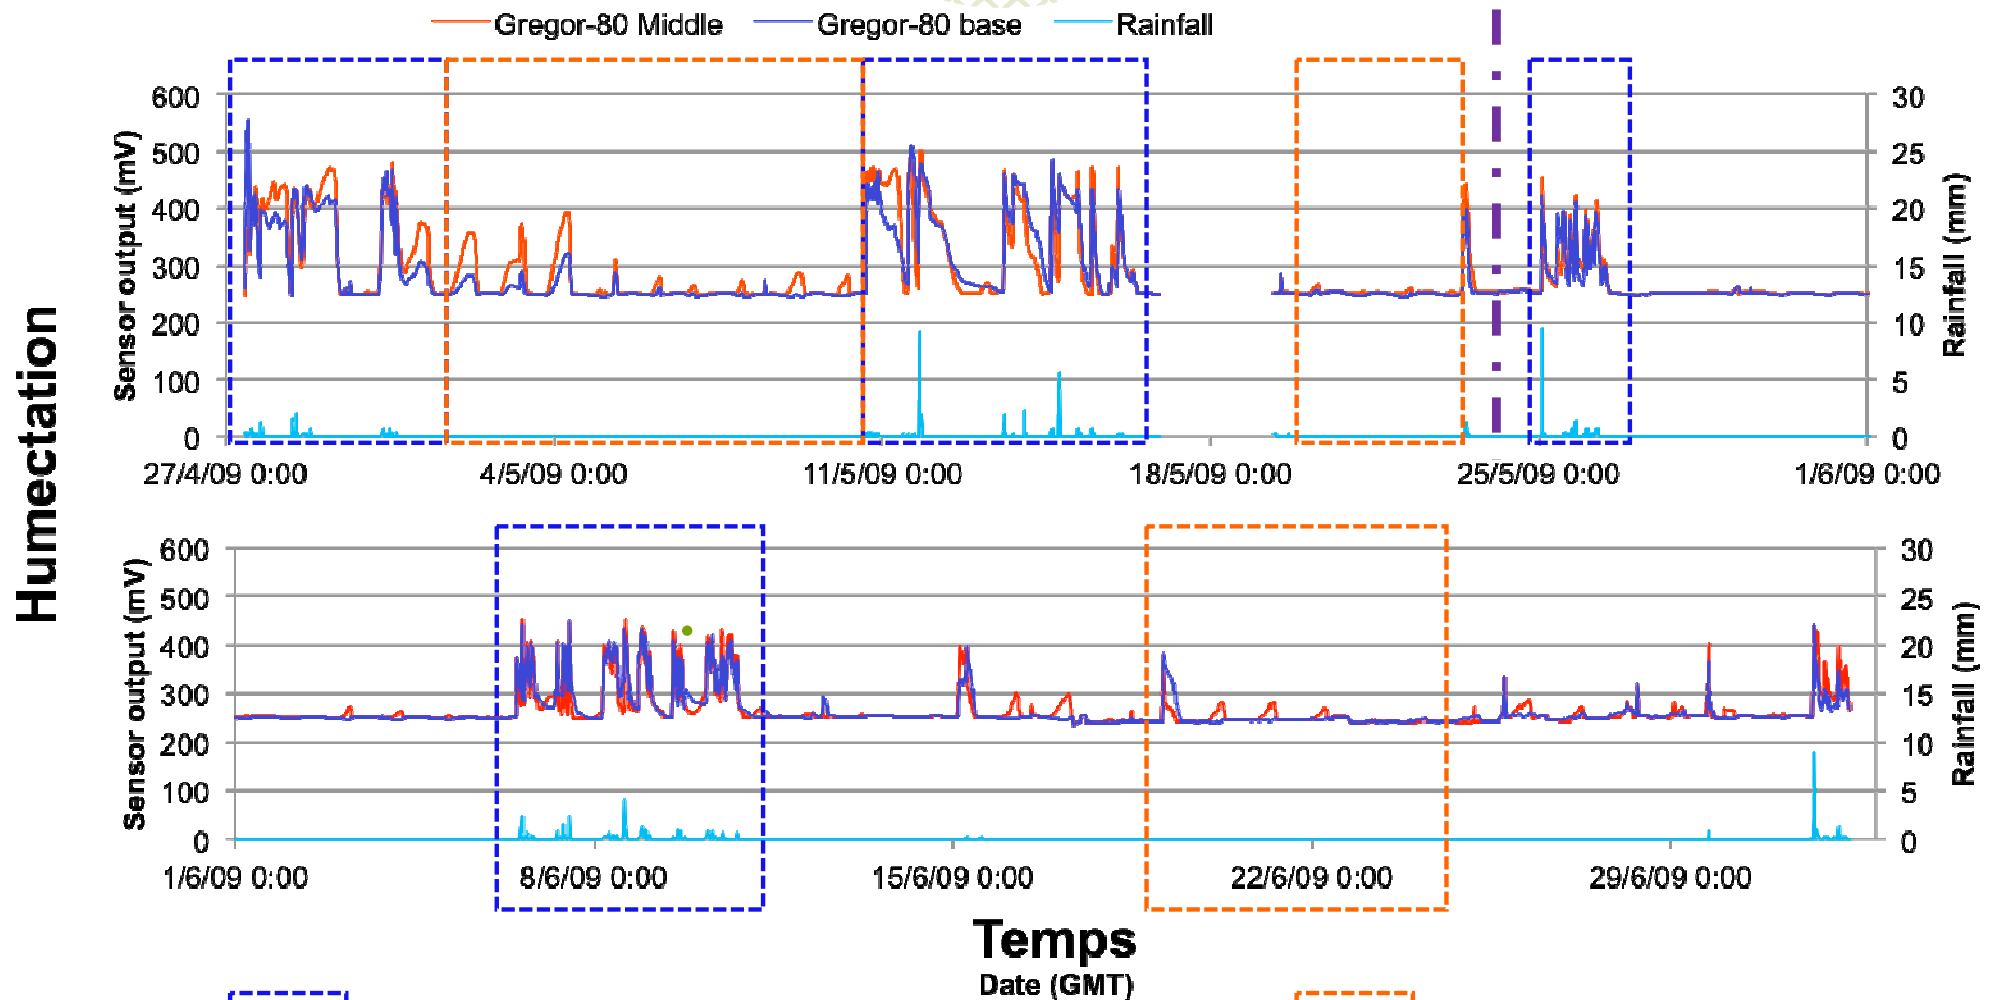 Gregor-80 Middle Gregor-80 base Rainfall
Humectation
Sensor output (mV)
600
500
400
300
200
100
0
30
25
20
15
10
5
0
Rainfall (mm)
27/4/09 0:00 4/5/09 0:00 11/5/09 0:00 18/5/09 0:00 25/5/09 0:00 1/6/09 0:00
Sensor output (mV)
600
500
400
300
200
100
0
30
25
20
15
10
5
0
Rainfall (mm)
1/6/09 0:00 8/6/09 0:00 15/6/09 0:00 22/6/09 0:00 29/6/09 0:00
Temps
Date (GMT)